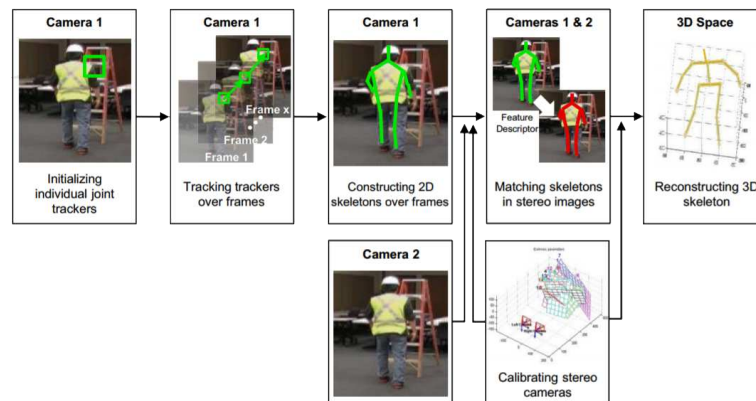 Camera 1
Initializing
individual joint
trackers
Camera 1
Frame x
Frame 2
Frame 1
Tracking trackers
over frames
Camera 1
Constructing 2D
skeletons over frames
Cameras 1 & 2
Feature
Descriptor
Matching skeletons
in stereo images
3D Space
Reconstructing 3D
skeleton
Camera 2
Calibrating stereo
cameras